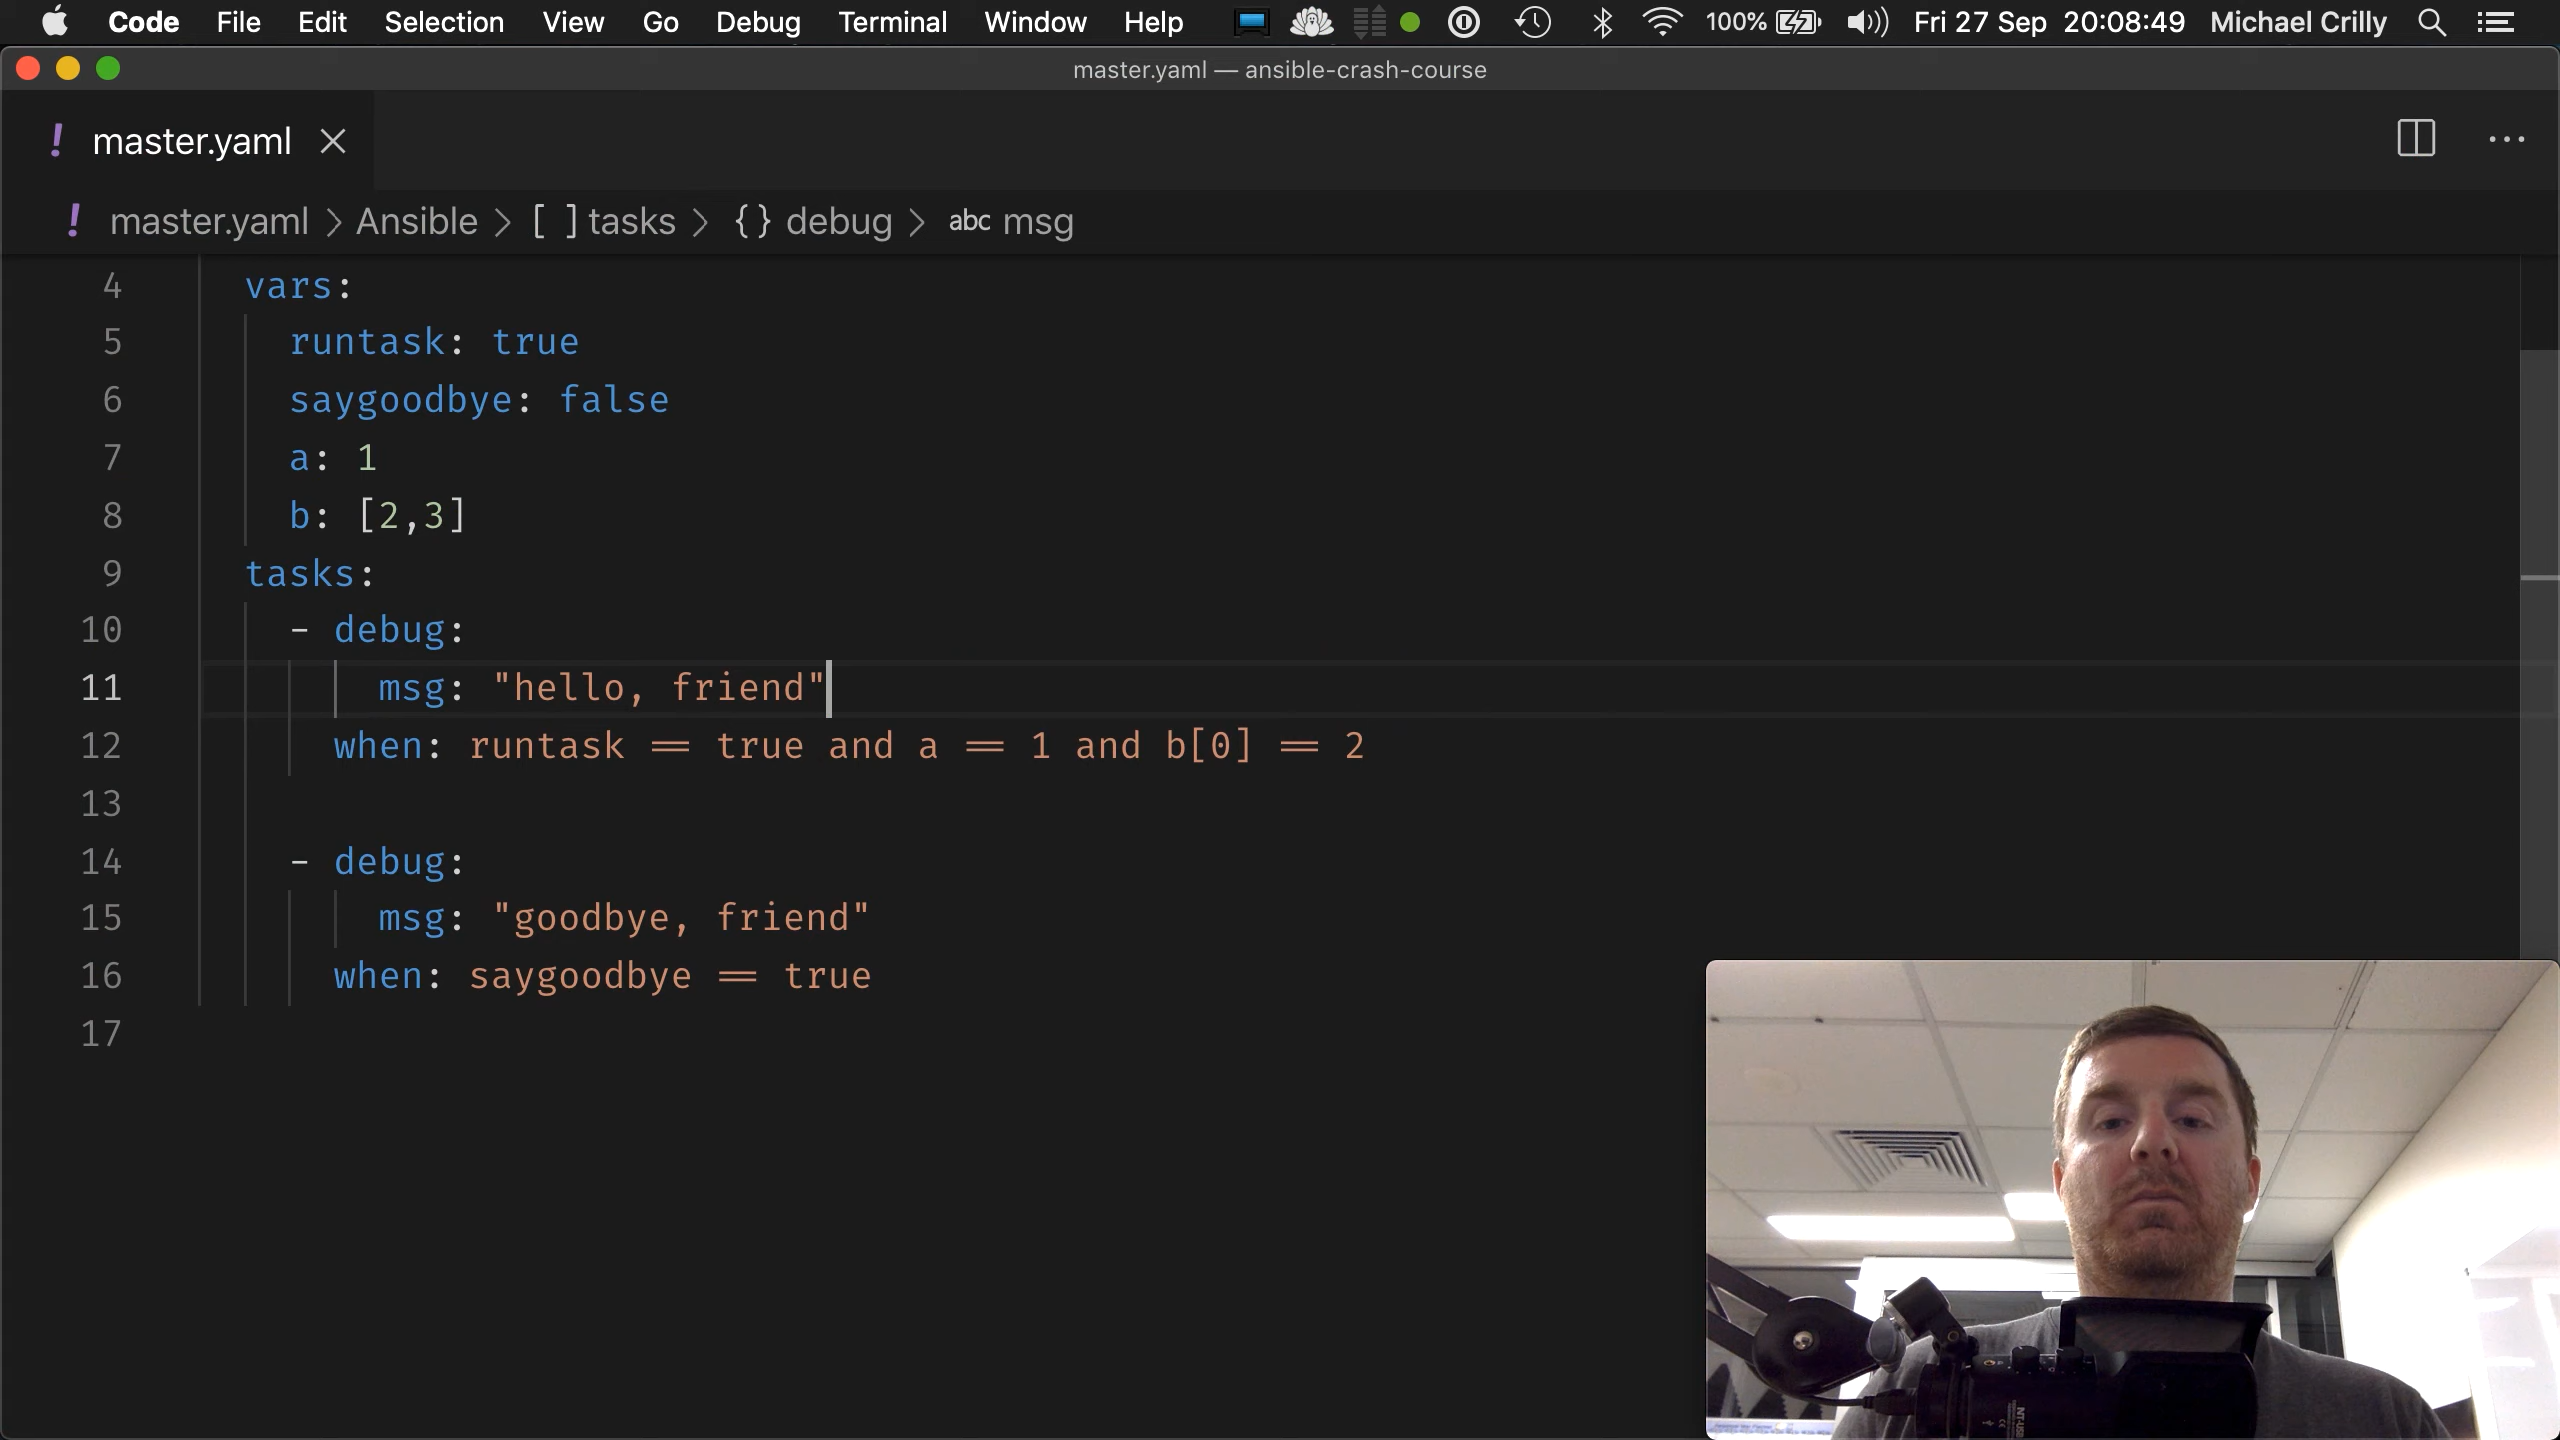 Code File Edit Selection View Go Debug Terminal Window Help 100% Fri 27 Sep 20:08:49 Michael Crilly
master.yaml — ansible-crash-course
! master.yaml
! master.yaml > Ansible > [ ] tasks > {} debug > abc msg
4 vars:
5 runtask: true
6 saygoodbye: false
7 a: 1
8 b: [2,3]
9 tasks:
10 - debug:
11 msg: "hello, friend"
12 when: runtask == true and a == 1 and b[0] == 2
13
14 - debug:
15 msg: "goodbye, friend"
16 when: saygoodbye == true
17
NT-USB